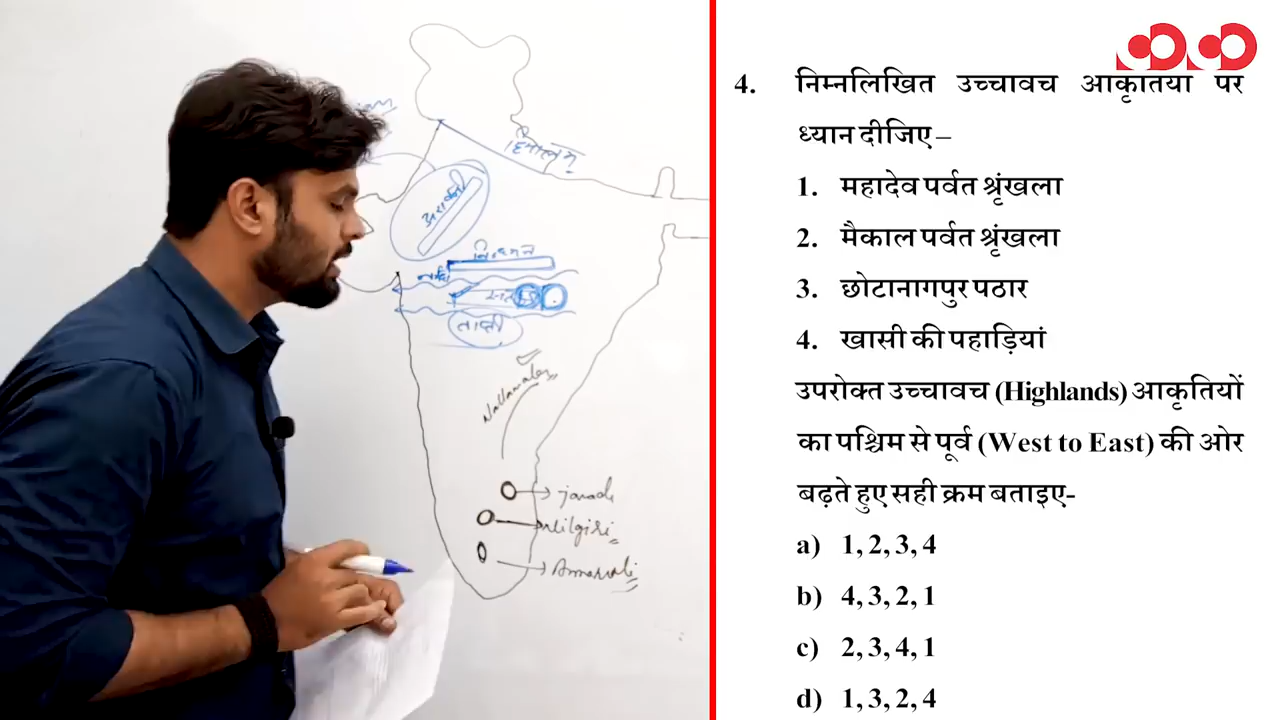 हिमालय
अरावली
विन्ध्यन
नर्मदा
सत
ताप्ती
Nallamalai
Javadi
Nilgiri
4. निम्नलिखित उच्चावच आकृतियों पर
ध्यान दीजिए –
1. महादेव पर्वत श्रृंखला
2. मैकाल पर्वत श्रृंखला
3. छोटानागपुर पठार
4. खासी की पहाड़ियां
उपरोक्त उच्चावच (Highlands) आकृतियों
का पश्चिम से पूर्व (West to East) की ओर
बढ़ते हुए सही क्रम बताइए-
a) 1, 2, 3, 4
b) 4, 3, 2, 1
c) 2, 3, 4, 1
d) 1, 3, 2, 4